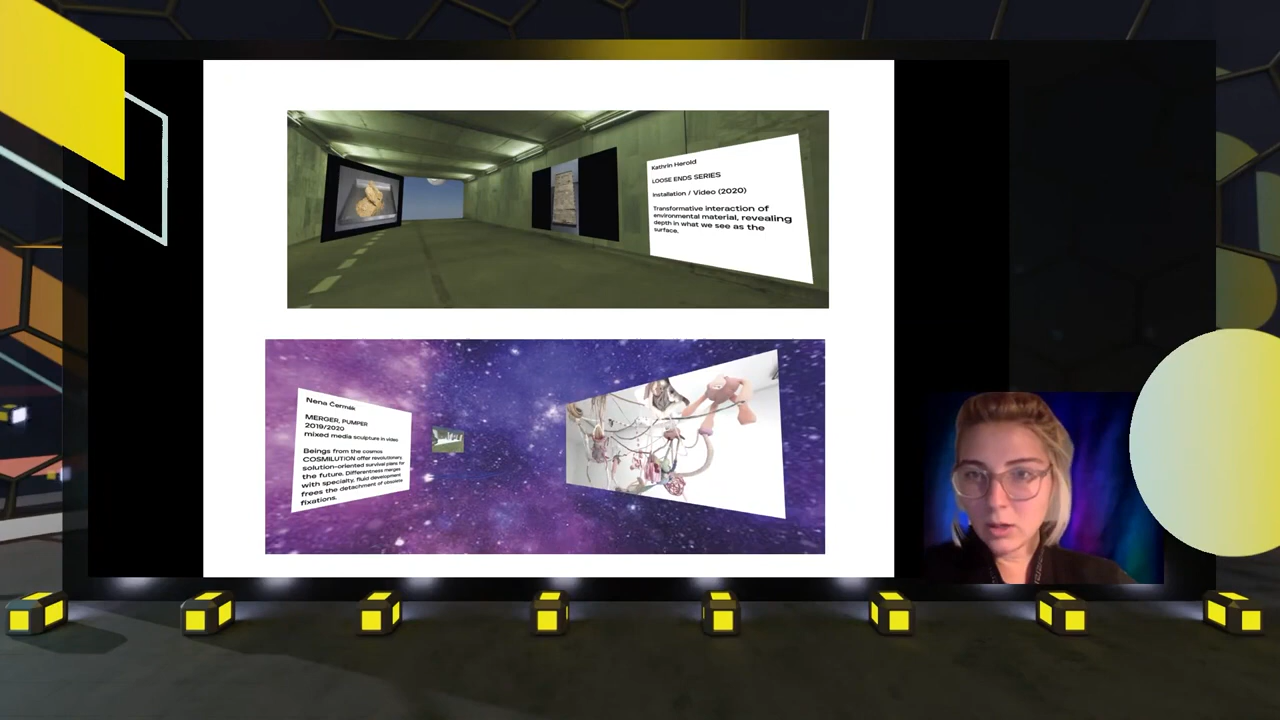 Kathrin Herold
LOOSE ENDS SERIES
Installation / Video (2020)
Transformative interaction of
environmental material, revealing
depth in what we see as the
surface.
Nena Čermák
MERGER, PUMPER
2019/2020
mixed media sculpture in video
Beings from the cosmos
COSMILUTION offer revolutionary,
solution-oriented survival plans for
the future. Differentness merges
with specialty, fluid development
frees the detachment of obsolete
fixations.